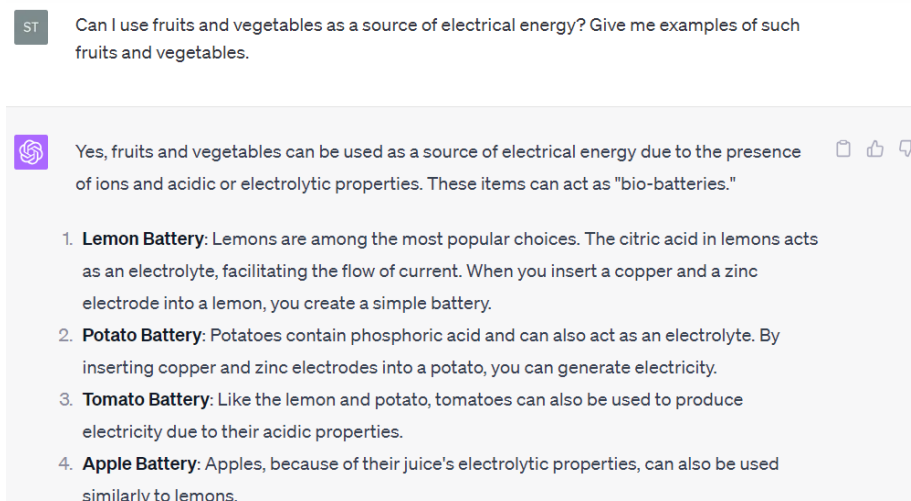 ST
Can I use fruits and vegetables as a source of electrical energy? Give me examples of such
fruits and vegetables.
Yes, fruits and vegetables can be used as a source of electrical energy due to the presence
of ions and acidic or electrolytic properties. These items can act as "bio-batteries."
1. Lemon Battery: Lemons are among the most popular choices. The citric acid in lemons acts
as an electrolyte, facilitating the flow of current. When you insert a copper and a zinc
electrode into a lemon, you create a simple battery.
2. Potato Battery: Potatoes contain phosphoric acid and can also act as an electrolyte. By
inserting copper and zinc electrodes into a potato, you can generate electricity.
3. Tomato Battery: Like the lemon and potato, tomatoes can also be used to produce
electricity due to their acidic properties.
4. Apple Battery: Apples, because of their juice's electrolytic properties, can also be used
similarly to lemons.